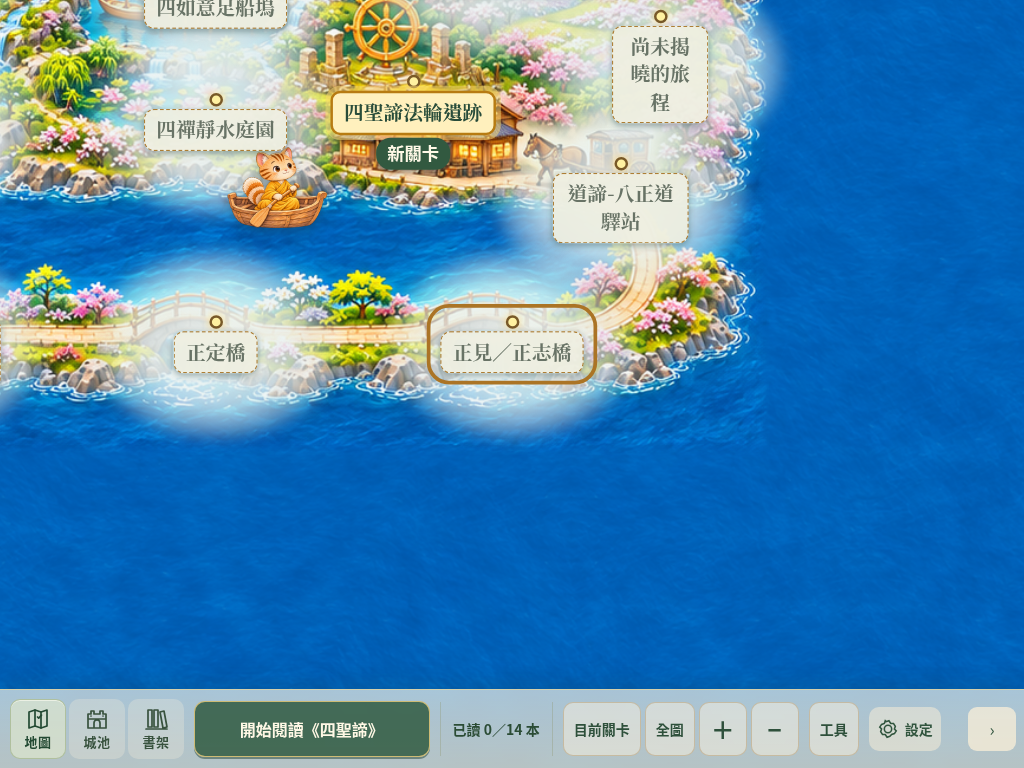 四如意足船塢
尚未揭
曉的旅
程
四聖諦法輪遺跡
四禪靜水庭園
新關卡
道諦-八正道
驛站
正定橋
正見／正志橋
地圖
城池
書架
開始閱讀《四聖諦》
已讀 0／14 本
目前關卡
全圖
+
−
工具
設定
›